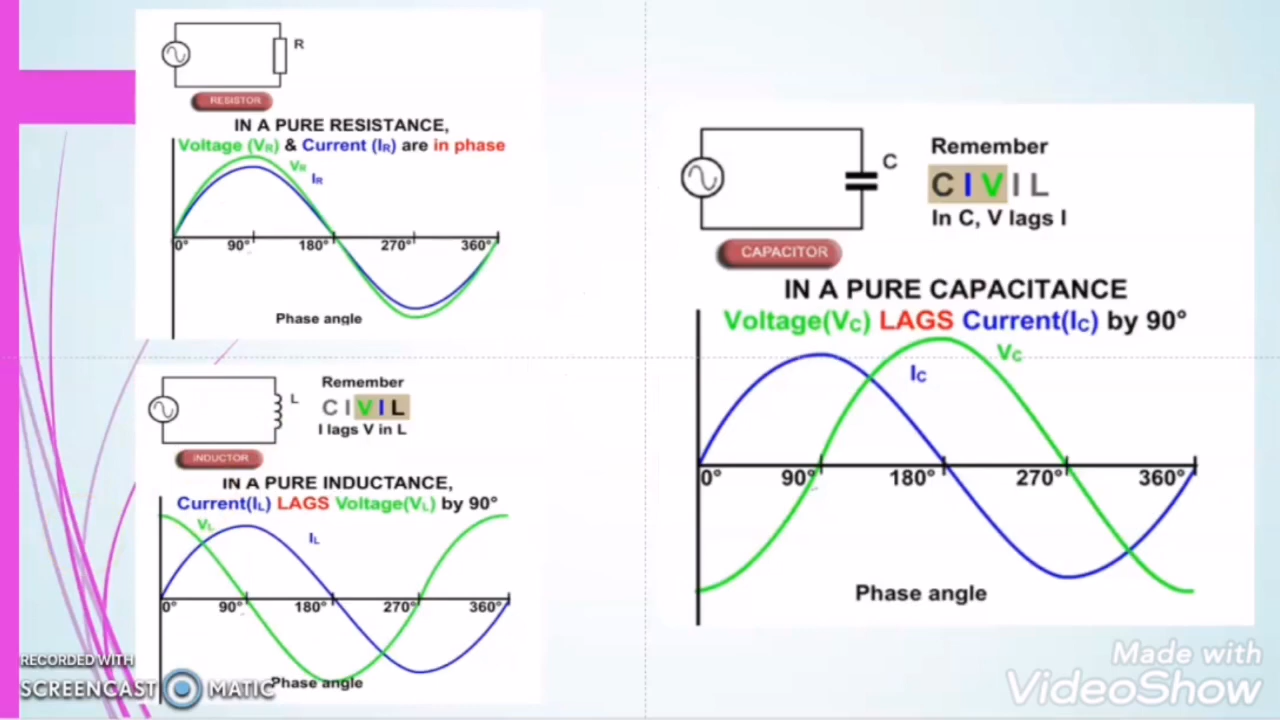 R
RESISTOR
IN A PURE RESISTANCE,
Voltage (VR) & Current (IR) are in phase
VR
IR
0° 90° 180° 270° 360°
Phase angle
L
Remember
CIVIL
I lags V in L
INDUCTOR
IN A PURE INDUCTANCE,
Current(IL) LAGS Voltage(VL) by 90°
VL
IL
0° 90° 180° 270° 360°
Phase angle
C
Remember
CIVIL
In C, V lags I
CAPACITOR
IN A PURE CAPACITANCE
Voltage(VC) LAGS Current(IC) by 90°
VC
IC
0° 90° 180° 270° 360°
Phase angle
RECORDED WITH
SCREENCAST MATIC
Made with
VideoShow